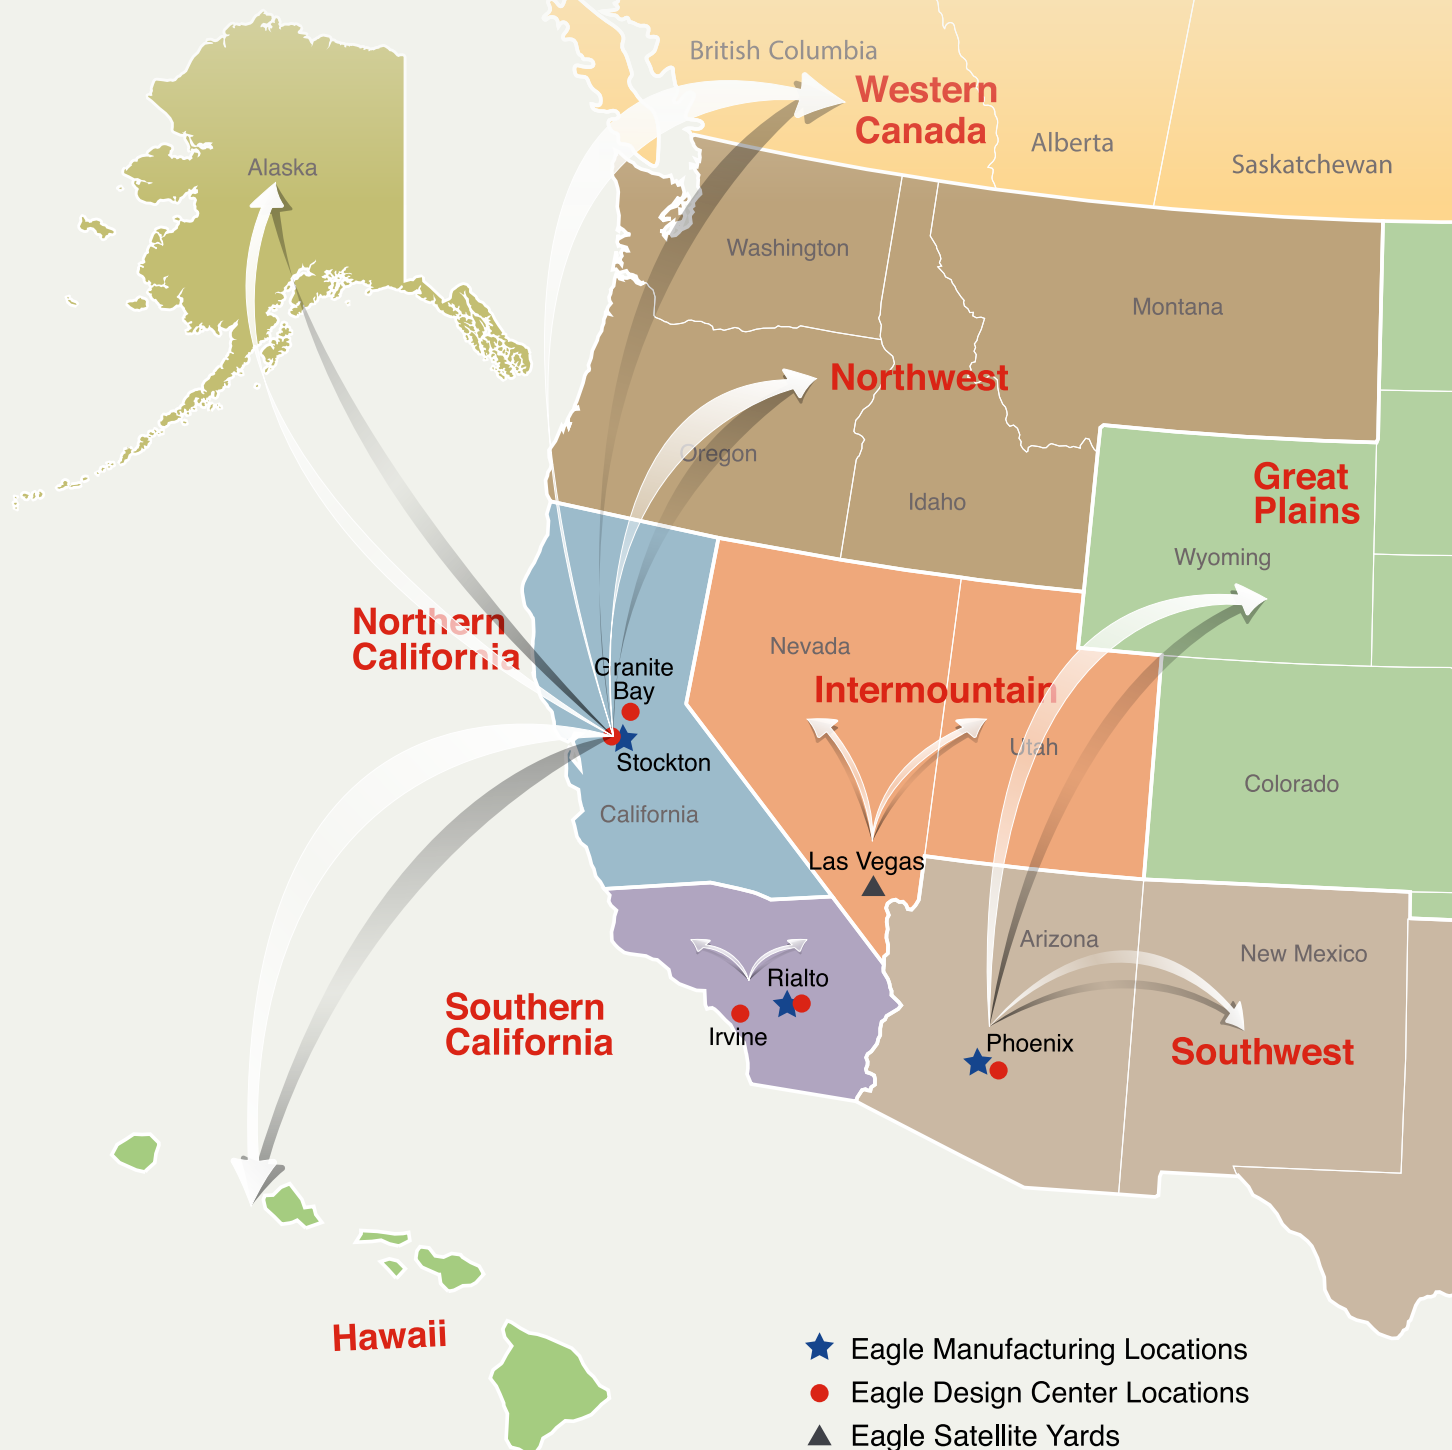 British Columbia
Western
Canada
Alberta
Saskatchewan
Alaska
Washington
Montana
Northwest
Oregon
Idaho
Great
Plains
Wyoming
Northern
California
Granite
Bay
Nevada
Intermountain
Utah
Stockton
California
Colorado
Las Vegas
Arizona
New Mexico
Rialto
Southern
California
Irvine
Phoenix
Southwest
Hawaii
Eagle Manufacturing Locations
Eagle Design Center Locations
Eagle Satellite Yards